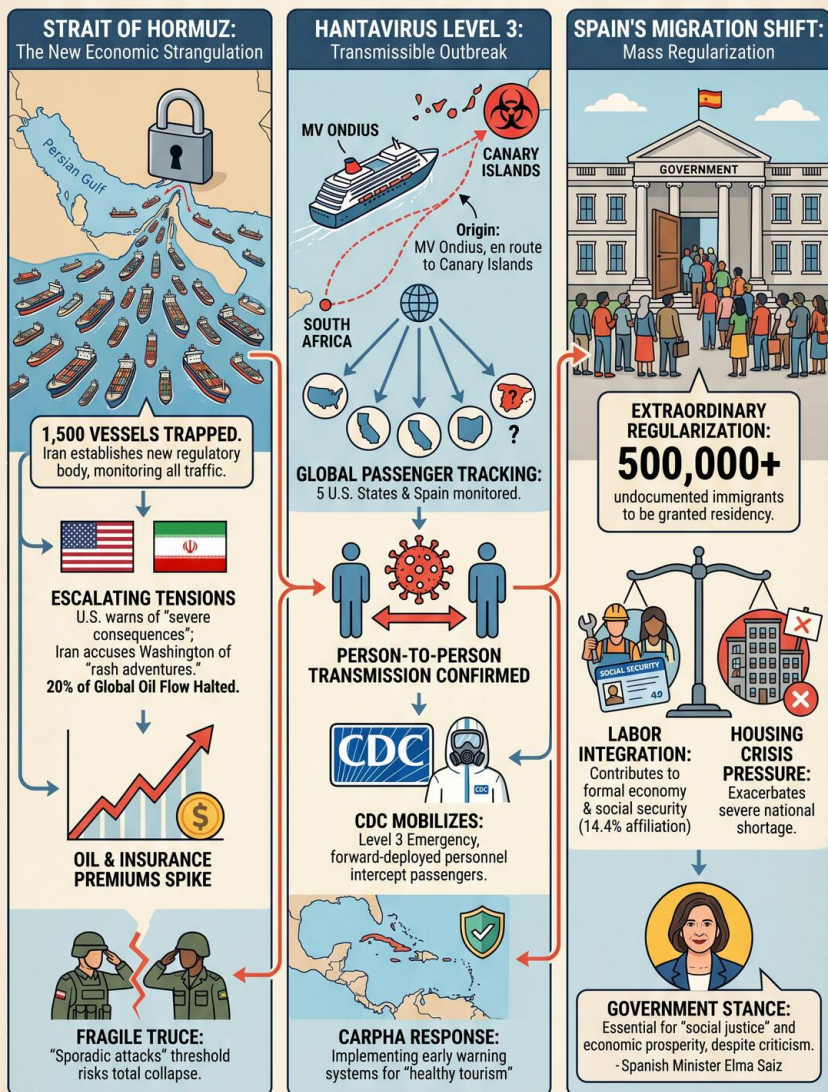 STRAIT OF HORMUZ:
The New Economic Strangulation
Persian Gulf
1,500 VESSELS TRAPPED.
Iran establishes new regulatory
body, monitoring all traffic.
ESCALATING TENSIONS
U.S. warns of "severe
consequences";
Iran accuses Washington of
"rash adventures."
20% of Global Oil Flow Halted.
$
OIL & INSURANCE
PREMIUMS SPIKE
FRAGILE TRUCE:
"Sporadic attacks" threshold
risks total collapse.
HANTAVIRUS LEVEL 3:
Transmissible Outbreak
MV ONDIUS
CANARY
ISLANDS
Origin:
MV Ondius, en route
to Canary Islands
SOUTH
AFRICA
?
?
GLOBAL PASSENGER TRACKING:
5 U.S. States & Spain monitored.
PERSON-TO-PERSON
TRANSMISSION CONFIRMED
CDC
CDC
CDC MOBILIZES:
Level 3 Emergency,
forward-deployed personnel
intercept passengers.
CARPHA RESPONSE:
Implementing early warning
systems for "healthy tourism"
SPAIN'S MIGRATION SHIFT:
Mass Regularization
GOVERNMENT
EXTRAORDINARY
REGULARIZATION:
500,000+
undocumented immigrants
to be granted residency.
SOCIAL SECURITY
49
LABOR
INTEGRATION:
Contributes to
formal economy
& social security
(14.4% affiliation)
HOUSING
CRISIS
PRESSURE:
Exacerbates
severe national
shortage.
GOVERNMENT STANCE:
Essential for "social justice" and
economic prosperity, despite criticism.
- Spanish Minister Elma Saiz